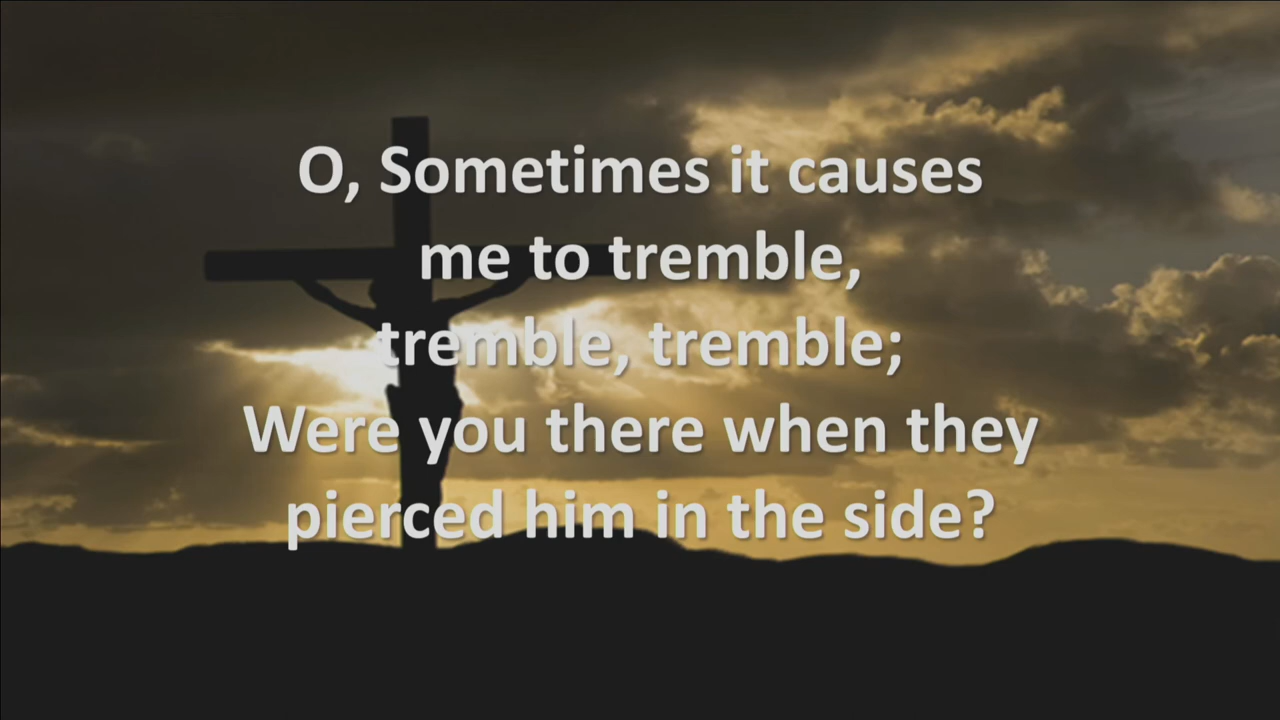 O, Sometimes it causes
me to tremble,
tremble, tremble;
Were you there when they
pierced him in the side?